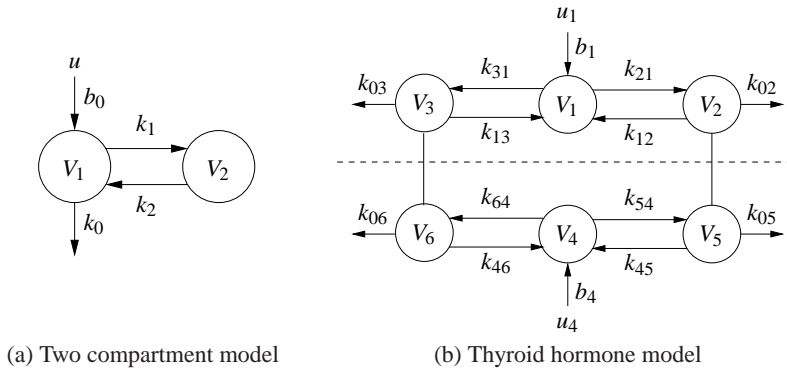 u
b0
k1
V1
V2
k2
k0
(a) Two compartment model
u1
b1
k03
k31
k21
k02
V3
V1
V2
k13
k12
k06
k64
k54
k05
V6
V4
V5
k46
k45
b4
u4
(b) Thyroid hormone model